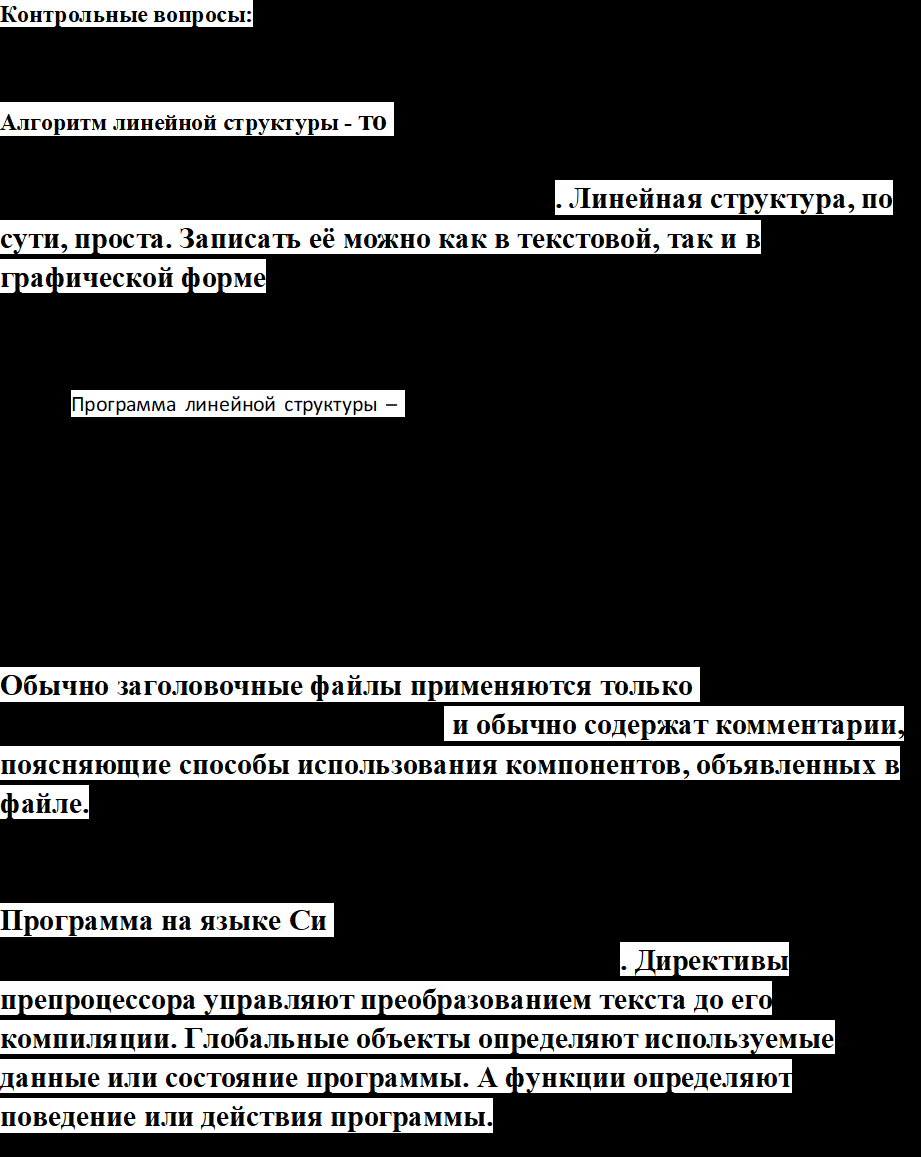 Контрольные вопросы:
Алгоритм линейной структуры - то
. Линейная структура, по
сути, проста. Записать её можно как в текстовой, так и в
графической форме
Программа линейной структуры –
Обычно заголовочные файлы применяются только
и обычно содержат комментарии,
поясняющие способы использования компонентов, объявленных в
файле.
Программа на языке Си
. Директивы
препроцессора управляют преобразованием текста до его
компиляции. Глобальные объекты определяют используемые
данные или состояние программы. А функции определяют
поведение или действия программы.